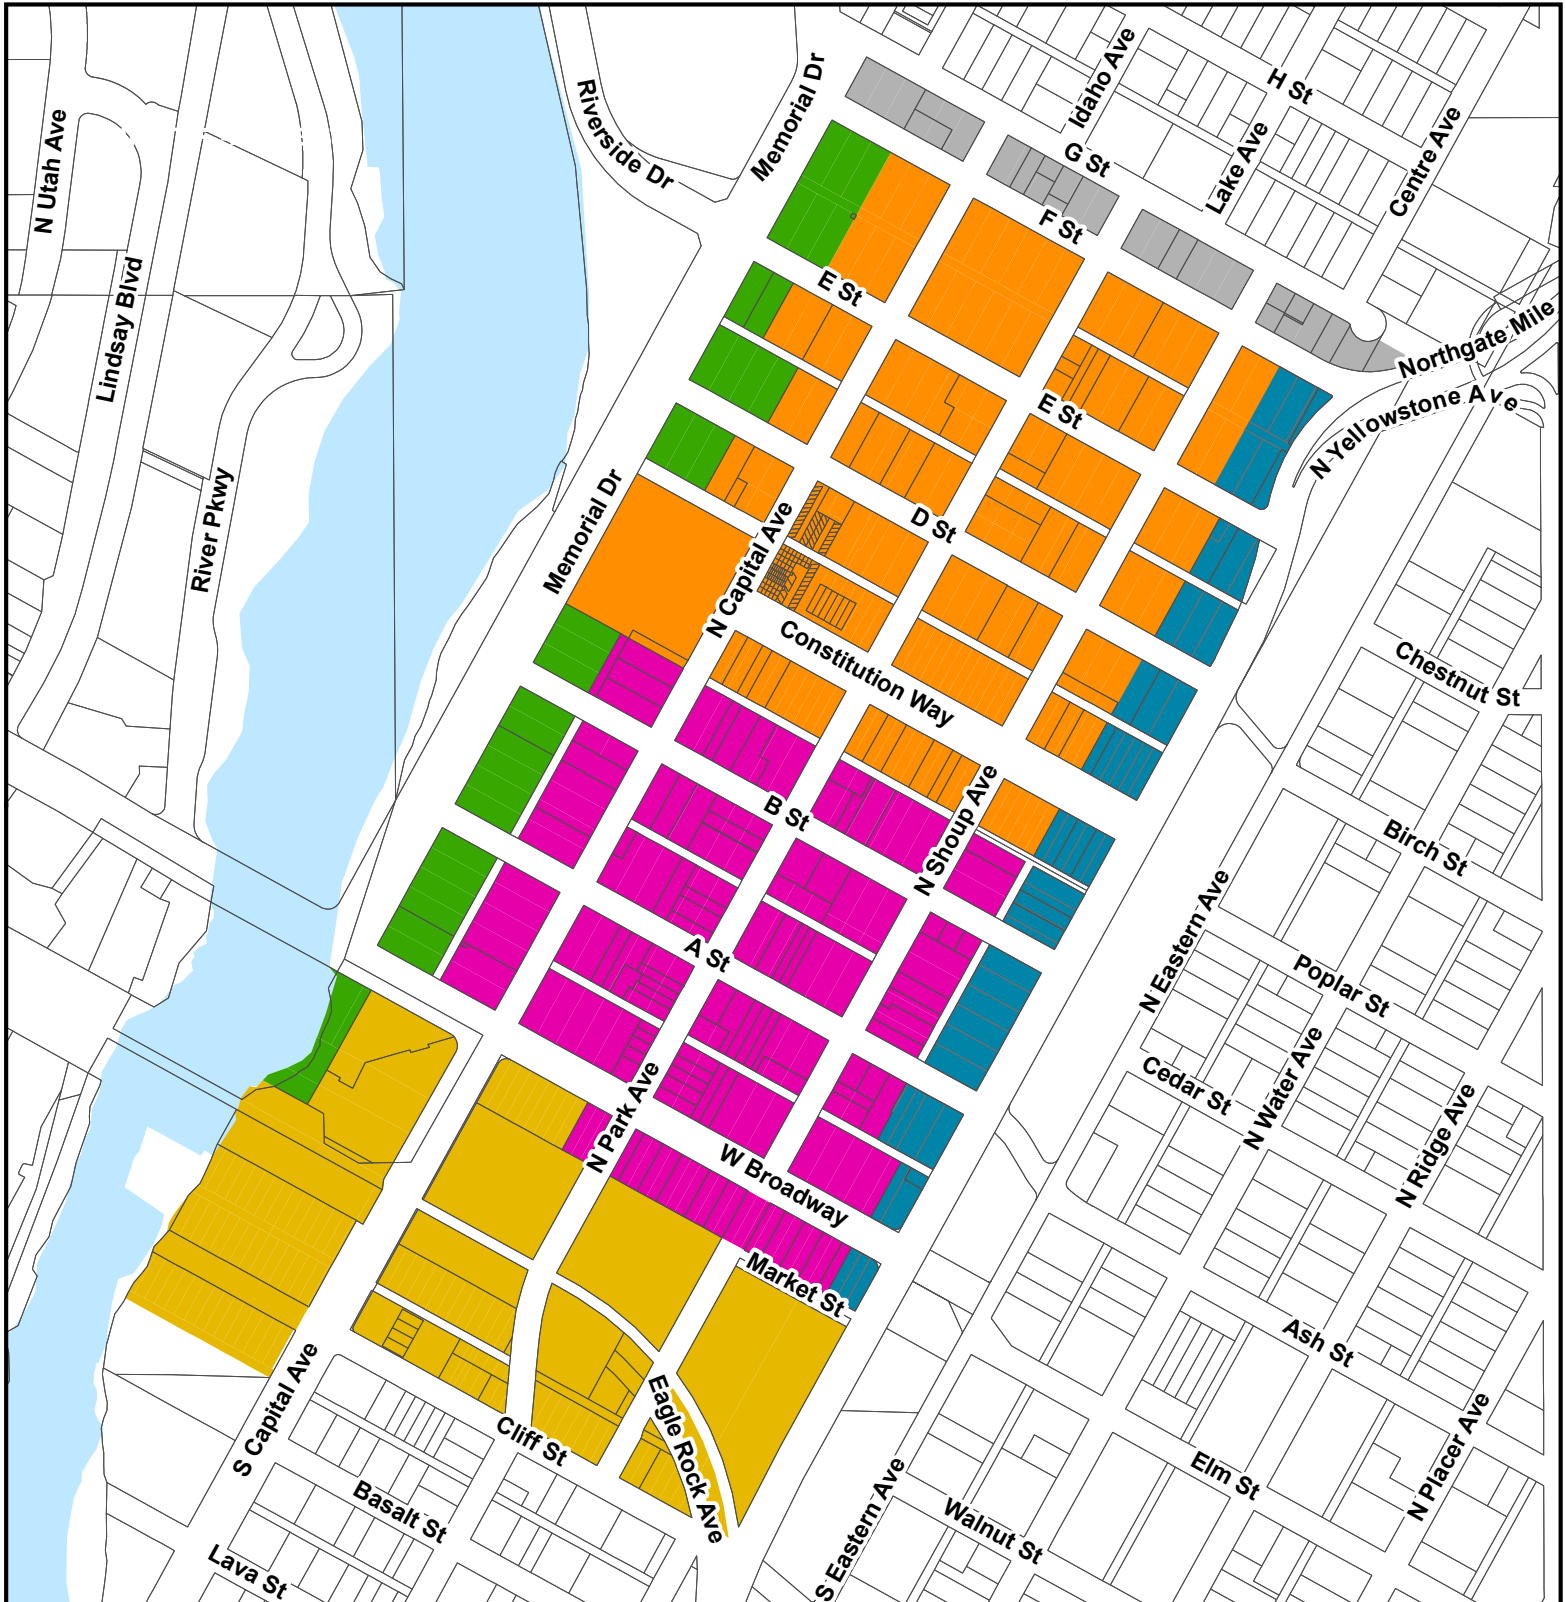 Idaho Ave
H St
Memorial Dr
Riverside Dr
N Utah Ave
G St
Lake Ave
Centre Ave
F St
E St
Lindsay Blvd
Northgate Mile
N Yellowstone Ave
E St
River Pkwy
Memorial Dr
D St
N Capital Ave
Constitution Way
Chestnut St
B St
N Shoup Ave
Birch St
N Eastern Ave
A St
Poplar St
Cedar St
N Water Ave
N Park Ave
N Ridge Ave
W Broadway
Market St
Ash St
S Capital Ave
Eagle Rock Ave
Cliff St
Elm St
N Placer Ave
Basalt St
Walnut St
S Eastern Ave
Lava St